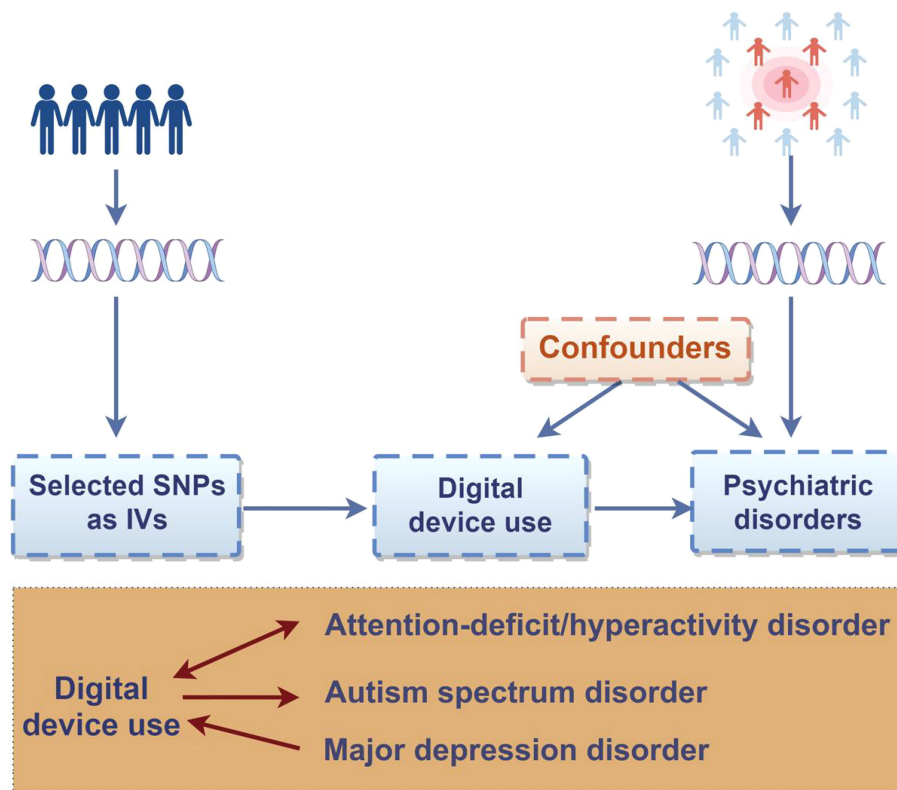 Confounders
Selected SNPs
as IVs
Digital
device use
Psychiatric
disorders
Attention-deficit/hyperactivity disorder
Digital
device use
Autism spectrum disorder
Major depression disorder